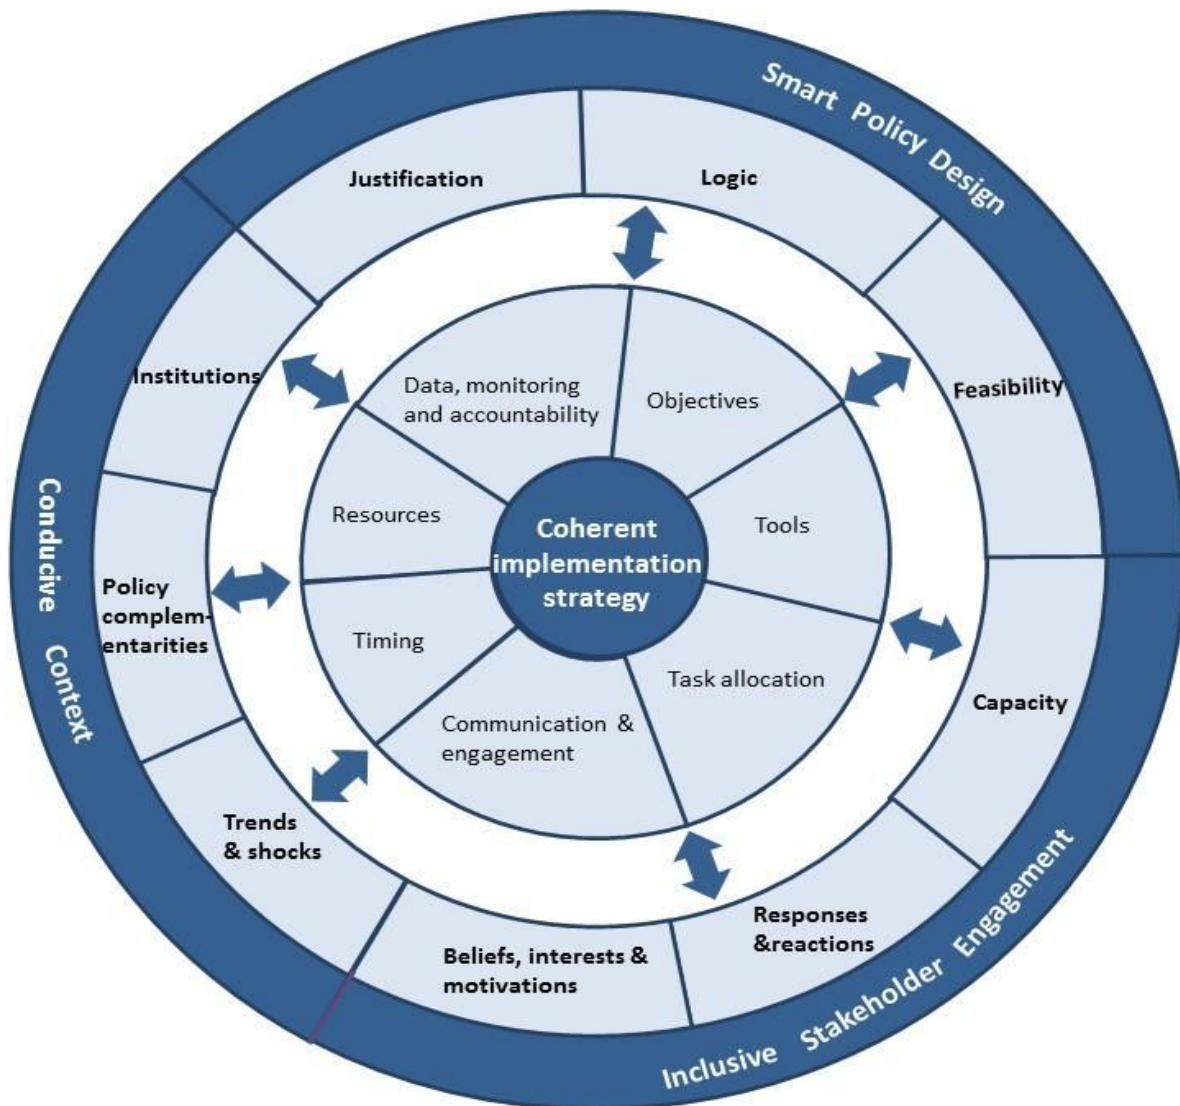 Smart Policy Design
Justification
Logic
Institutions
Feasibility
Data, monitoring
and accountability
Objectives
Resources
Tools
Coherent
implementation
strategy
Conducive Context
Policy
complem-
entarities
Timing
Task allocation
Capacity
Communication &
engagement
Trends
& shocks
Responses
&reactions
Beliefs, interests &
motivations
Inclusive Stakeholder Engagement